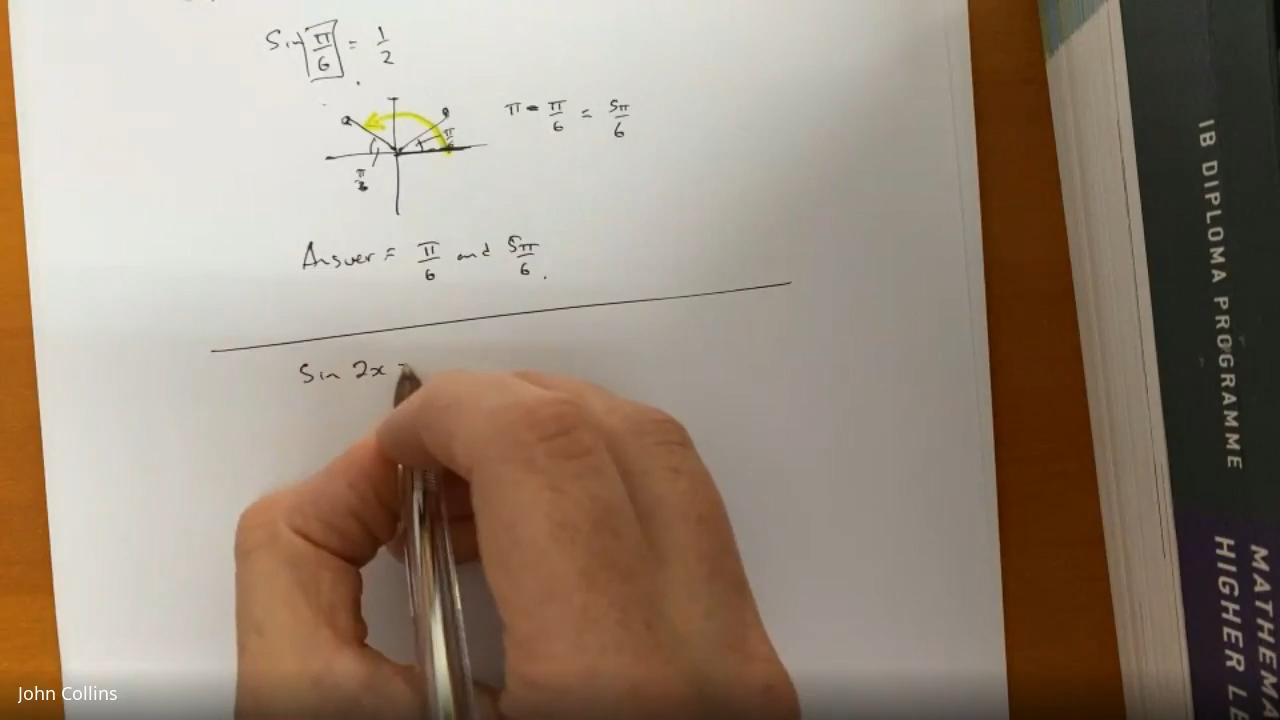 Sin π/6 = 1/2
π - π/6 = 5π/6
π/6
Answer = π/6 and 5π/6.
Sin 2x =
IB DIPLOMA PROGRAMME
MATHEMA
HIGHER LE
John Collins